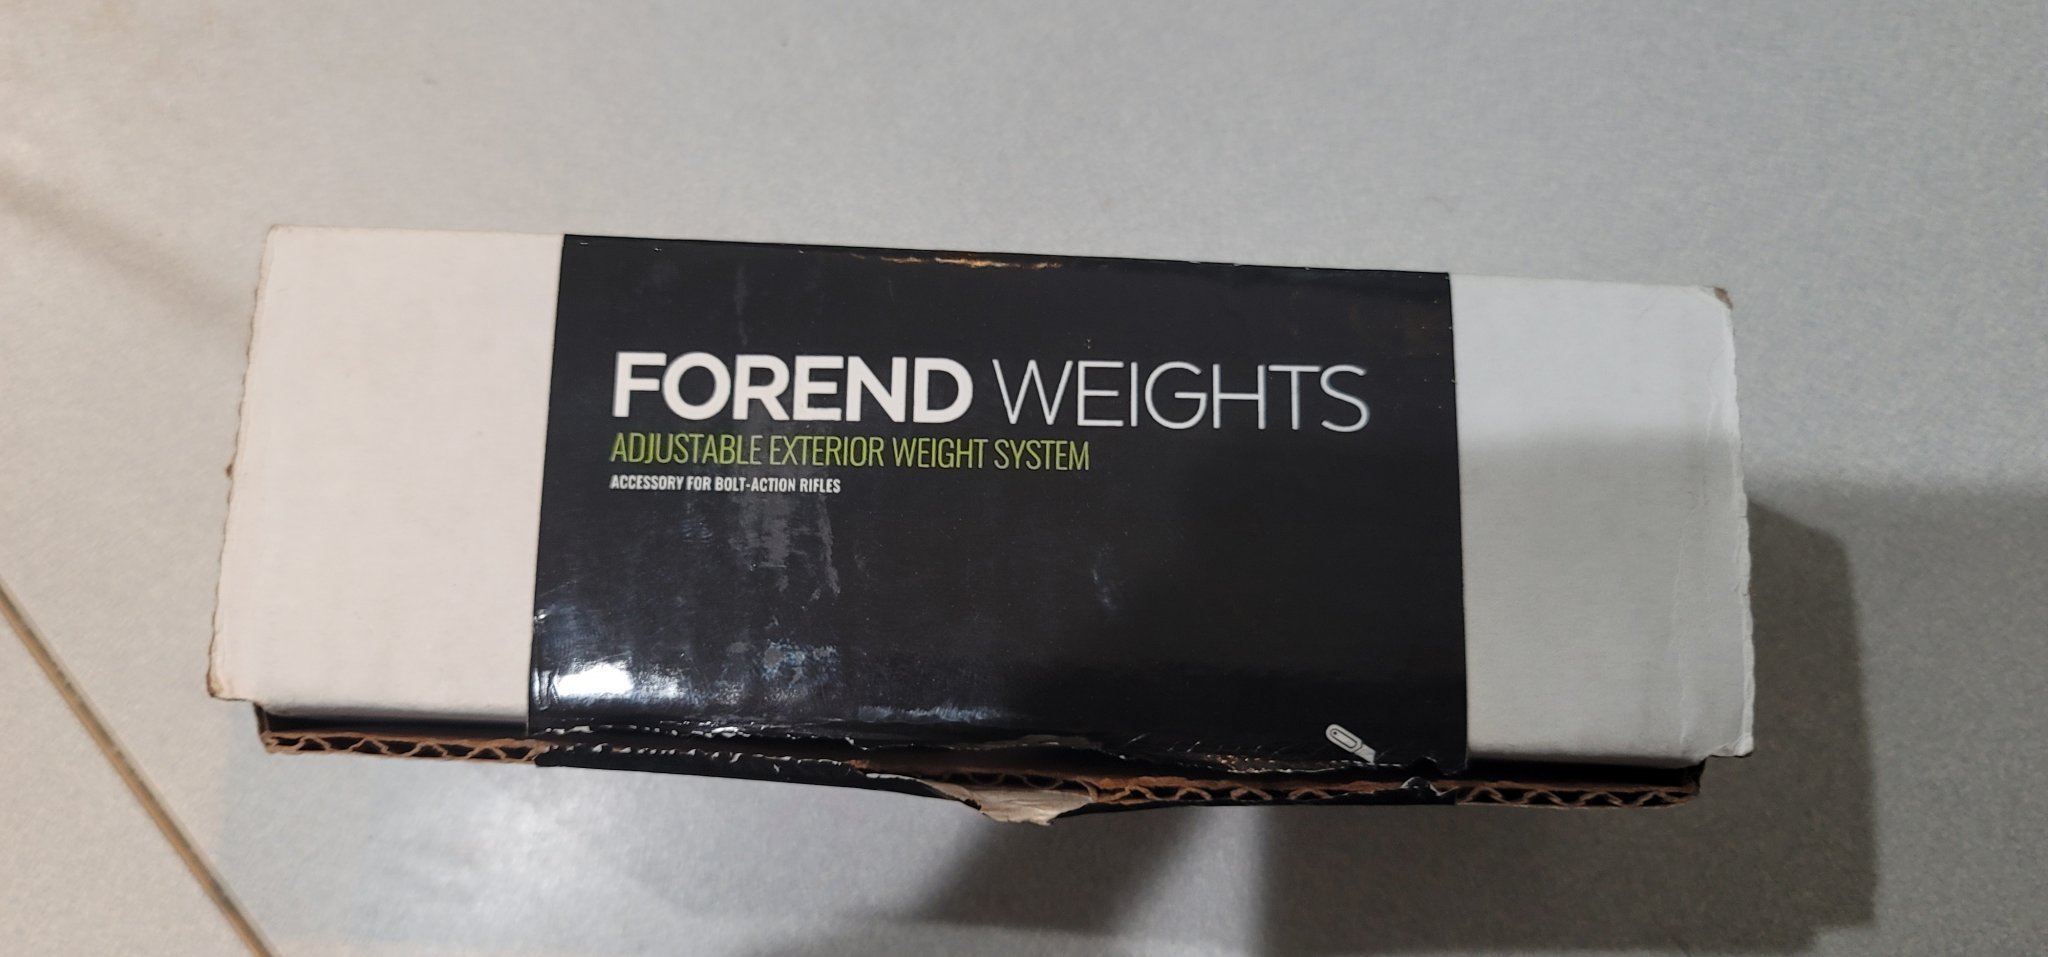 FOREND WEIGHTS
ADJUSTABLE EXTERIOR WEIGHT SYSTEM
ACCESSORY FOR BOLT-ACTION RIFLES